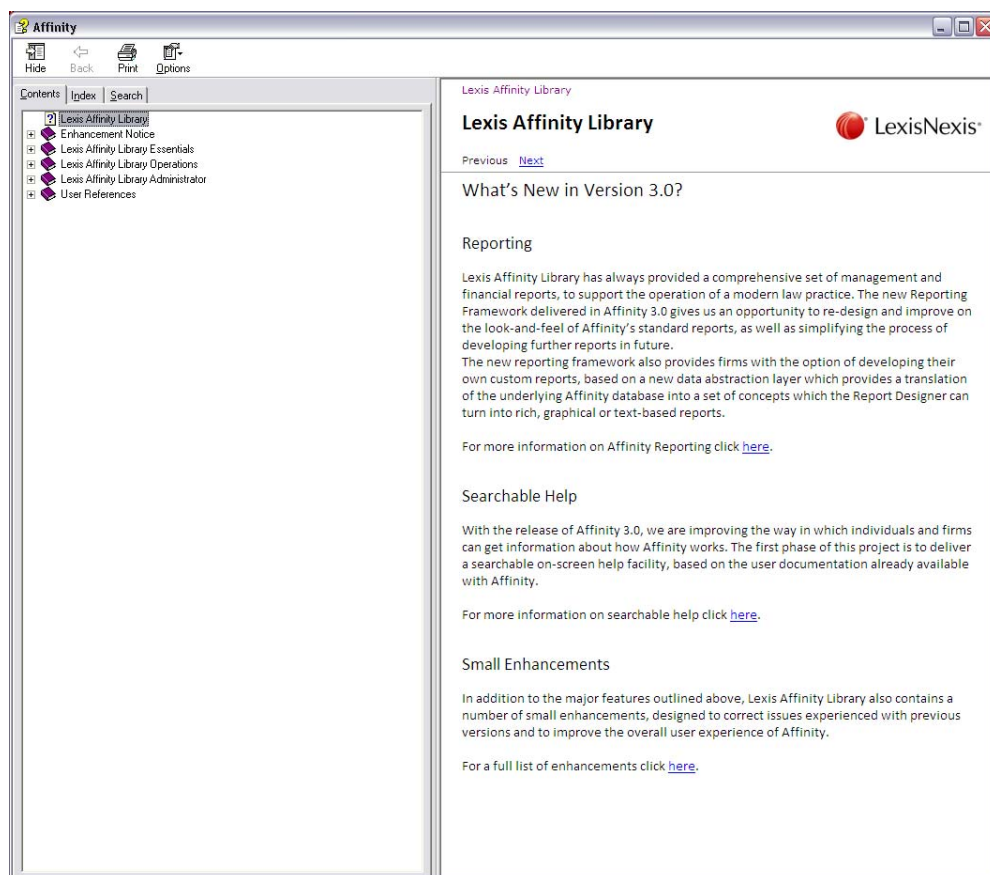 Affinity
Hide Back Print Options
Contents Index Search
Lexis Affinity Library
Enhancement Notice
Lexis Affinity Library Essentials
Lexis Affinity Library Operations
Lexis Affinity Library Administrator
User References
Lexis Affinity Library
Lexis Affinity Library
LexisNexis®
Previous Next
What's New in Version 3.0?
Reporting
Lexis Affinity Library has always provided a comprehensive set of management and
financial reports, to support the operation of a modern law practice. The new Reporting
Framework delivered in Affinity 3.0 gives us an opportunity to re-design and improve on
the look-and-feel of Affinity's standard reports, as well as simplifying the process of
developing further reports in future.
The new reporting framework also provides firms with the option of developing their
own custom reports, based on a new data abstraction layer which provides a translation
of the underlying Affinity database into a set of concepts which the Report Designer can
turn into rich, graphical or text-based reports.
For more information on Affinity Reporting click here.
Searchable Help
With the release of Affinity 3.0, we are improving the way in which individuals and firms
can get information about how Affinity works. The first phase of this project is to deliver
a searchable on-screen help facility, based on the user documentation already available
with Affinity.
For more information on searchable help click here.
Small Enhancements
In addition to the major features outlined above, Lexis Affinity Library also contains a
number of small enhancements, designed to correct issues experienced with previous
versions and to improve the overall user experience of Affinity.
For a full list of enhancements click here.